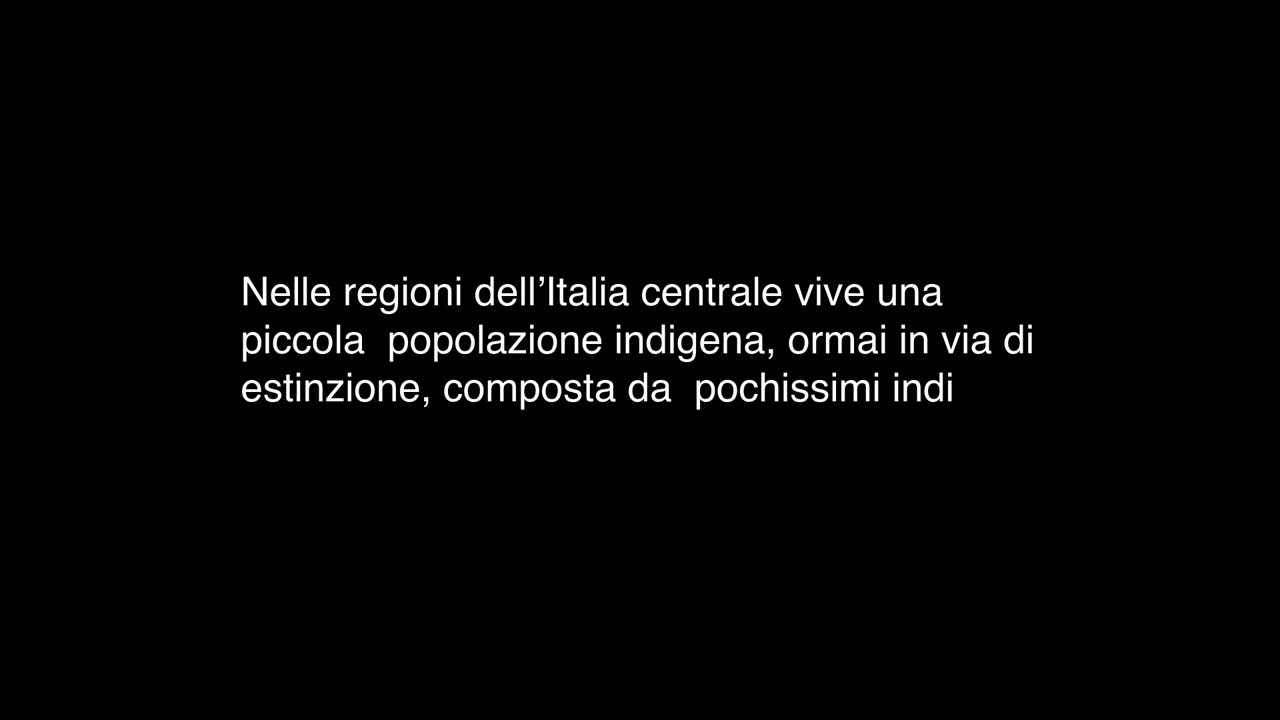 Nelle regioni dell’Italia centrale vive una
piccola  popolazione indigena, ormai in via di
estinzione, composta da  pochissimi indi